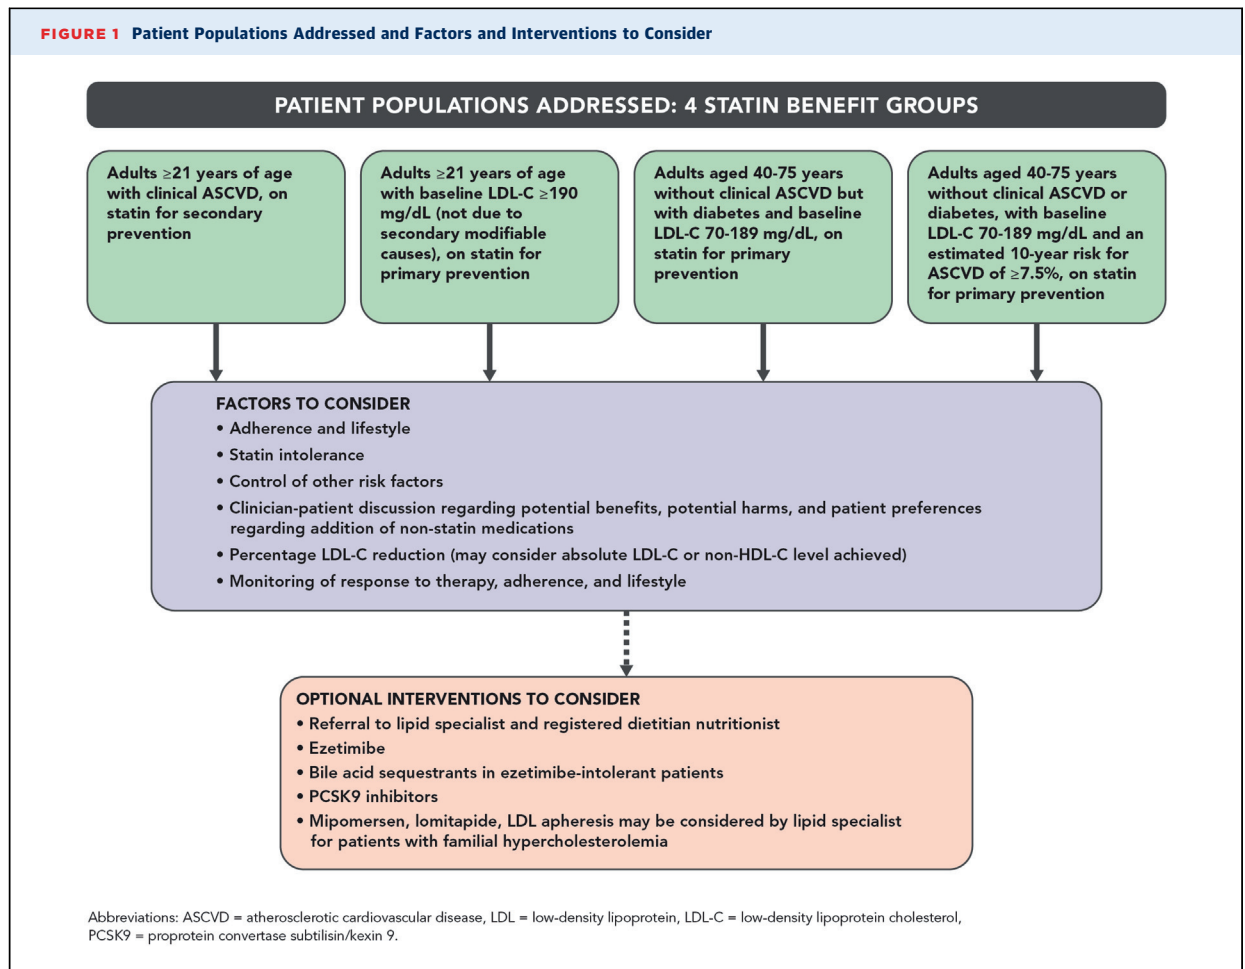 FIGURE 1 Patient Populations Addressed and Factors and Interventions to Consider
PATIENT POPULATIONS ADDRESSED: 4 STATIN BENEFIT GROUPS
Adults ≥21 years of age
with clinical ASCVD, on
statin for secondary
prevention
Adults ≥21 years of age
with baseline LDL-C ≥190
mg/dL (not due to
secondary modifiable
causes), on statin for
primary prevention
Adults aged 40-75 years
without clinical ASCVD but
with diabetes and baseline
LDL-C 70-189 mg/dL, on
statin for primary
prevention
Adults aged 40-75 years
without clinical ASCVD or
diabetes, with baseline
LDL-C 70-189 mg/dL and an
estimated 10-year risk for
ASCVD of ≥7.5%, on statin
for primary prevention
FACTORS TO CONSIDER
• Adherence and lifestyle
• Statin intolerance
• Control of other risk factors
• Clinician-patient discussion regarding potential benefits, potential harms, and patient preferences
regarding addition of non-statin medications
• Percentage LDL-C reduction (may consider absolute LDL-C or non-HDL-C level achieved)
• Monitoring of response to therapy, adherence, and lifestyle
OPTIONAL INTERVENTIONS TO CONSIDER
• Referral to lipid specialist and registered dietitian nutritionist
• Ezetimibe
• Bile acid sequestrants in ezetimibe-intolerant patients
• PCSK9 inhibitors
• Mipomersen, lomitapide, LDL apheresis may be considered by lipid specialist
for patients with familial hypercholesterolemia
Abbreviations: ASCVD = atherosclerotic cardiovascular disease, LDL = low-density lipoprotein, LDL-C = low-density lipoprotein cholesterol,
PCSK9 = proprotein convertase subtilisin/kexin 9.